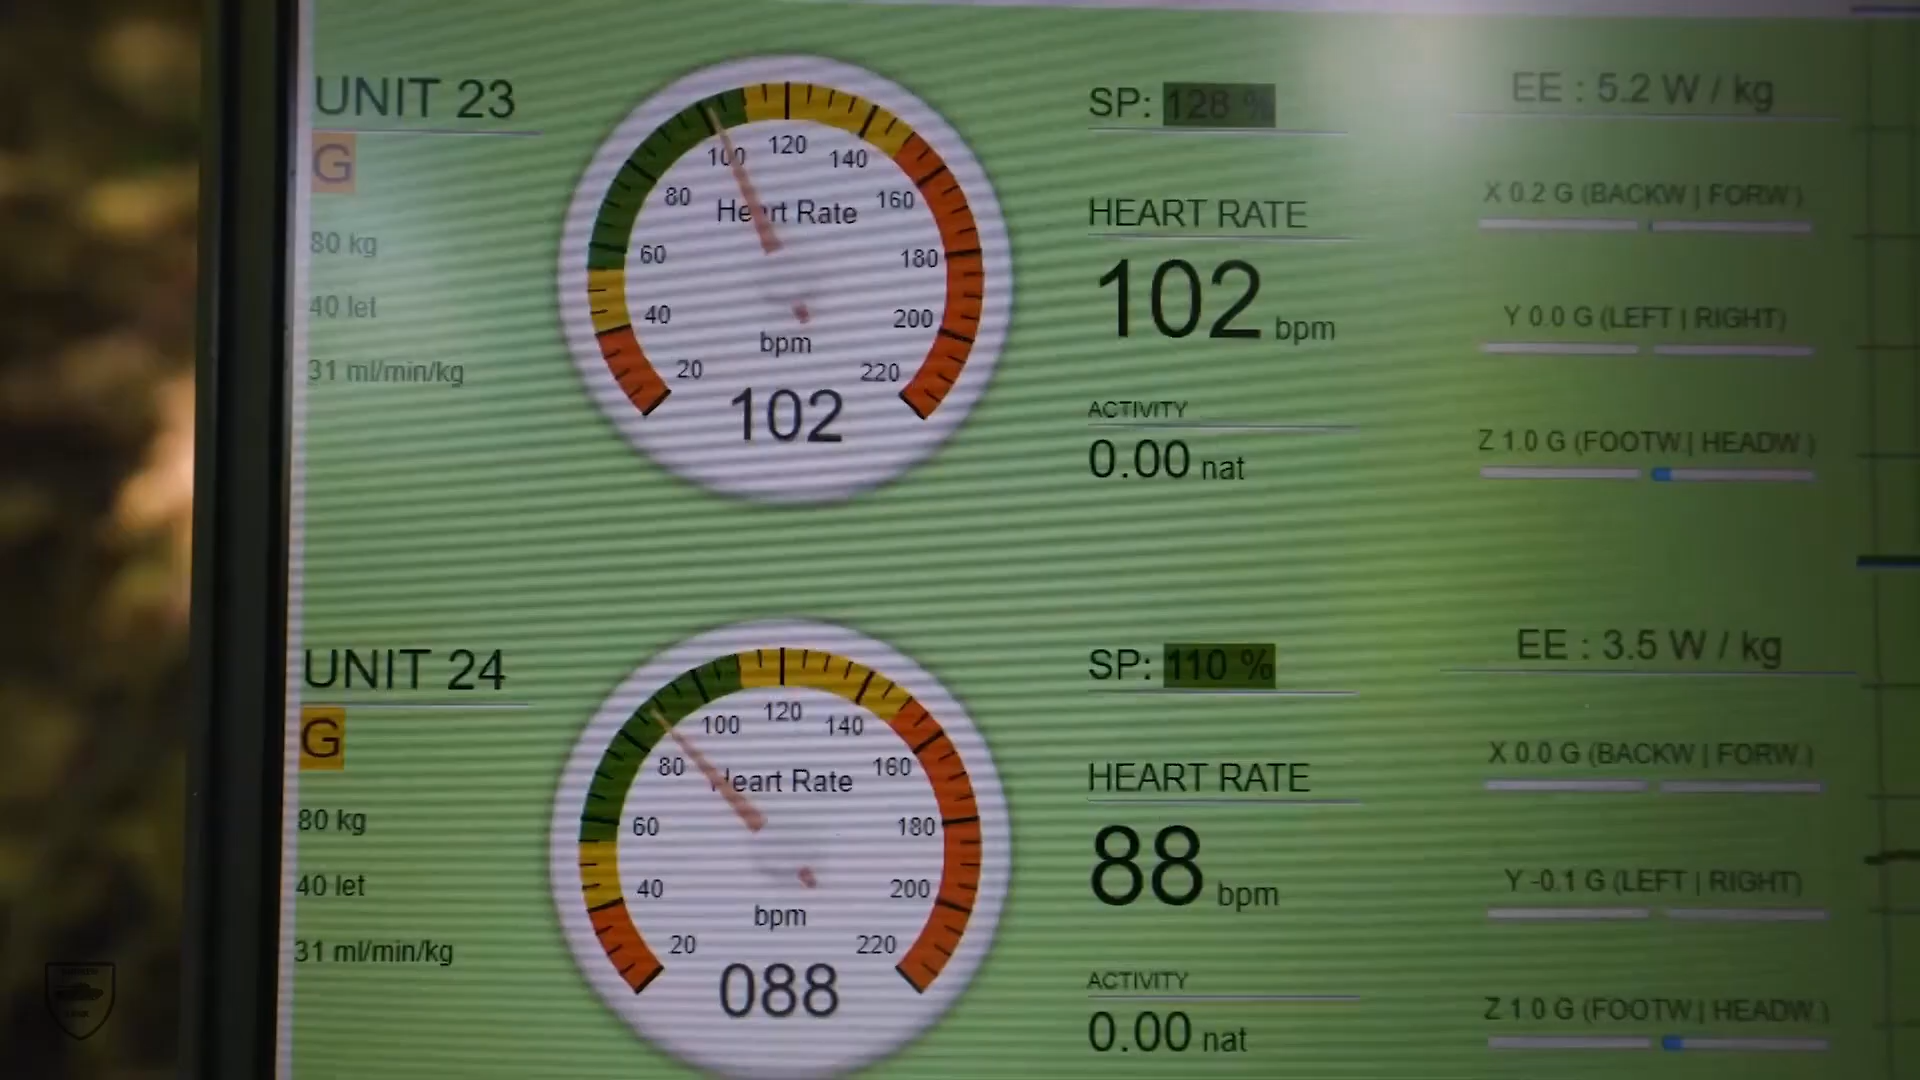 UNIT 23
G
80 kg
40 let
31 ml/min/kg
20
40
60
80
100
120
140
160
180
200
220
Heart Rate
bpm
102
SP: 128 %
HEART RATE
102 bpm
ACTIVITY
0.00 nat
EE : 5.2 W / kg
X 0.2 G (BACKW | FORW.)
Y 0.0 G (LEFT | RIGHT)
Z 1.0 G (FOOTW.| HEADW.)
UNIT 24
G
80 kg
40 let
31 ml/min/kg
20
40
60
80
100
120
140
160
180
200
220
Heart Rate
bpm
088
SP: 110 %
HEART RATE
88 bpm
ACTIVITY
0.00 nat
EE : 3.5 W / kg
X 0.0 G (BACKW | FORW.)
Y -0.1 G (LEFT | RIGHT)
Z 1.0 G (FOOTW.| HEADW.)